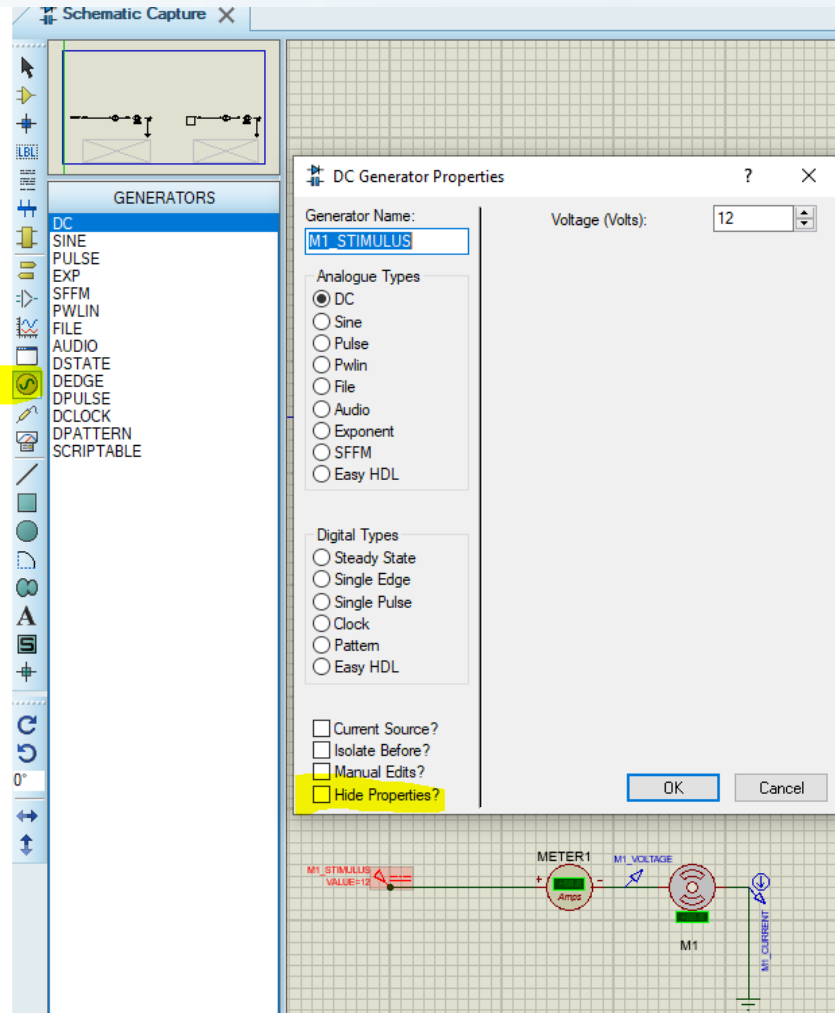 Schematic Capture
LBL
GENERATORS
DC
SINE
PULSE
EXP
SFFM
PWLIN
FILE
AUDIO
DSTATE
DEDGE
DPULSE
DCLOCK
DPATTERN
SCRIPTABLE
A
S
0°
DC Generator Properties
?
Generator Name:
M1_STIMULUS
Voltage (Volts):
12
Analogue Types
DC
Sine
Pulse
Pwlin
File
Audio
Exponent
SFFM
Easy HDL
Digital Types
Steady State
Single Edge
Single Pulse
Clock
Pattern
Easy HDL
Current Source?
Isolate Before?
Manual Edits?
Hide Properties?
OK
Cancel
M1_STIMULUS
VALUE=12
METER1
+
-
Amps
M1_VOLTAGE
M1
M1_CURRENT